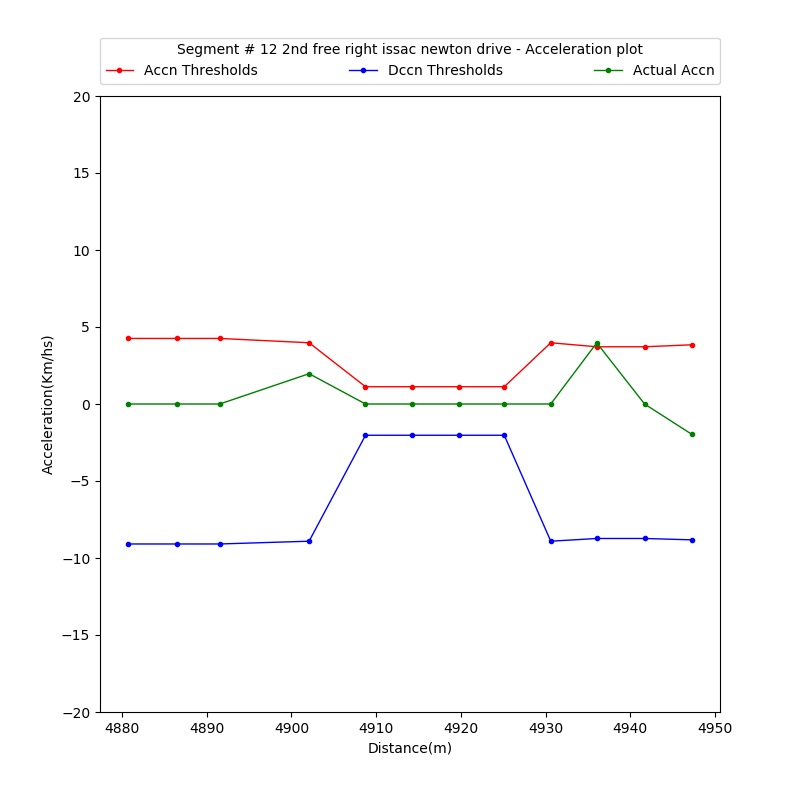 Segment # 12 2nd free right issac newton drive - Acceleration plot
Accn Thresholds Dccn Thresholds Actual Accn
20
15
10
5
0
−5
−10
−15
−20
Acceleration(Km/hs)
4880 4890 4900 4910 4920 4930 4940 4950
Distance(m)